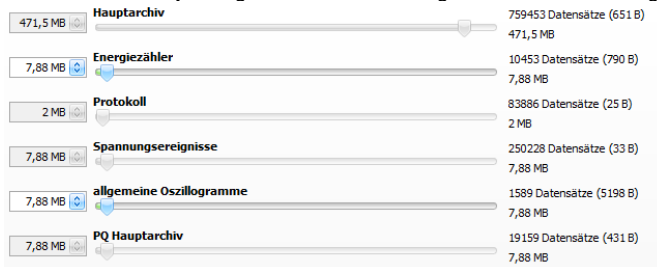 Hauptarchiv
471,5 MB
759453 Datensätze (651 B)
471,5 MB
Energiezähler
7,88 MB
10453 Datensätze (790 B)
7,88 MB
Protokoll
2 MB
83886 Datensätze (25 B)
2 MB
Spannungsereignisse
7,88 MB
250228 Datensätze (33 B)
7,88 MB
allgemeine Oszillogramme
7,88 MB
1589 Datensätze (5198 B)
7,88 MB
PQ Hauptarchiv
7,88 MB
19159 Datensätze (431 B)
7,88 MB